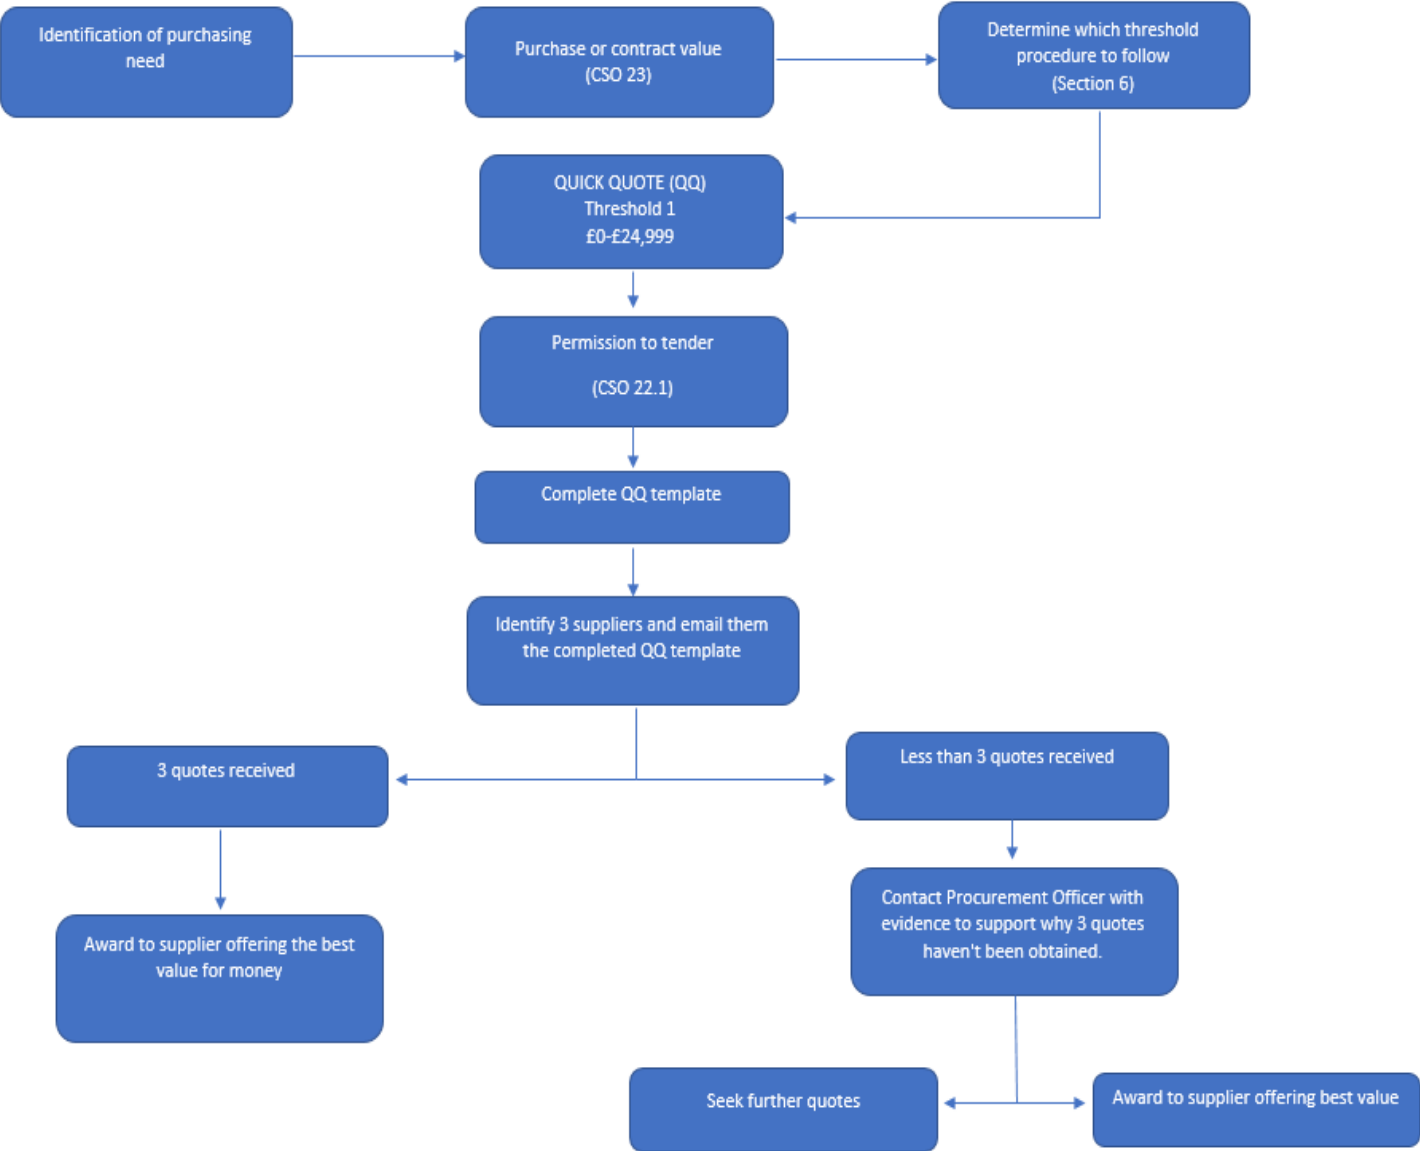 Identification of purchasing
need
Purchase or contract value
(CSO 23)
Determine which threshold
procedure to follow
(Section 6)
QUICK QUOTE (QQ)
Threshold 1
£0-£24,999
Permission to tender
(CSO 22.1)
Complete QQ template
Identify 3 suppliers and email them
the completed QQ template
3 quotes received
Less than 3 quotes received
Award to supplier offering the best
value for money
Contact Procurement Officer with
evidence to support why 3 quotes
haven't been obtained.
Seek further quotes
Award to supplier offering best value